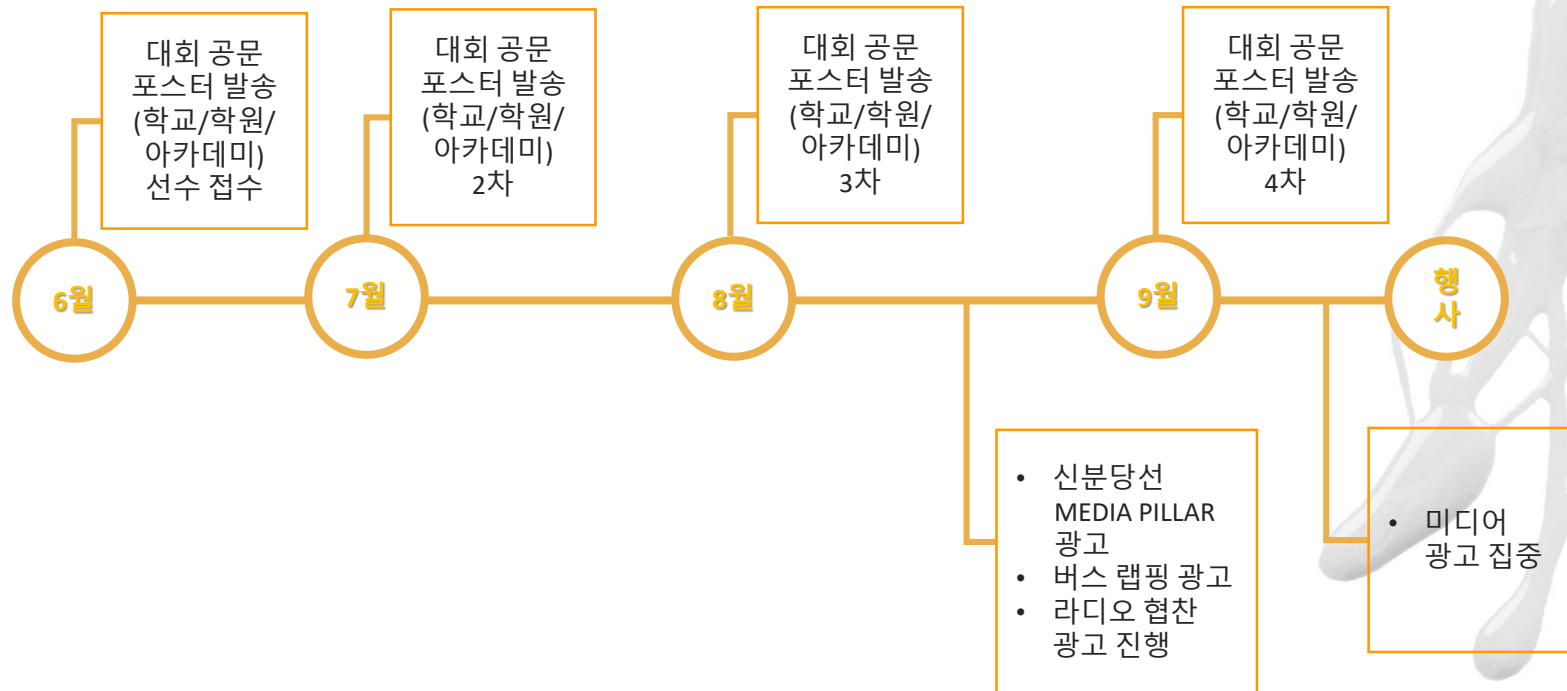 대회 공문
포스터 발송
(학교/학원/
아카데미)
선수 접수
대회 공문
포스터 발송
(학교/학원/
아카데미)
2차
대회 공문
포스터 발송
(학교/학원/
아카데미)
3차
대회 공문
포스터 발송
(학교/학원/
아카데미)
4차
6월
7월
8월
9월
행
사
• 신분당선
MEDIA PILLAR
광고
• 버스 랩핑 광고
• 라디오 협찬
광고 진행
• 미디어
광고 집중